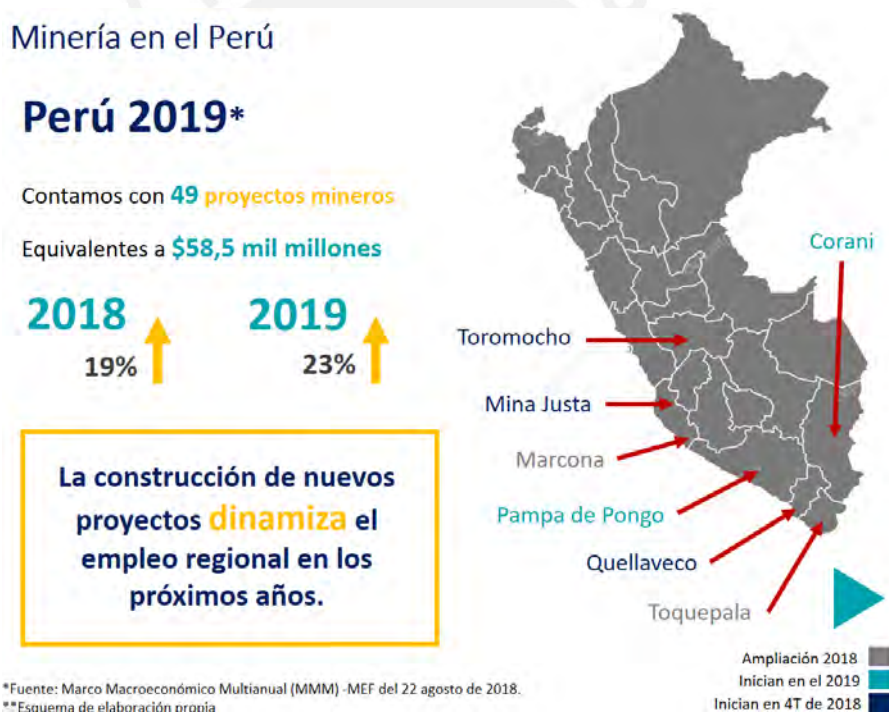 Minería en el Perú
Perú 2019*
Contamos con 49 proyectos mineros
Equivalentes a $58,5 mil millones
2018
19%
2019
23%
La construcción de nuevos
proyectos dinamiza el
empleo regional en los
próximos años.
Corani
Toromocho
Mina Justa
Marcona
Pampa de Pongo
Quellaveco
Toquepala
Ampliación 2018
Inician en el 2019
Inician en 4T de 2018
*Fuente: Marco Macroeconómico Multianual (MMM) -MEF del 22 agosto de 2018.
**Esquema de elaboración propia